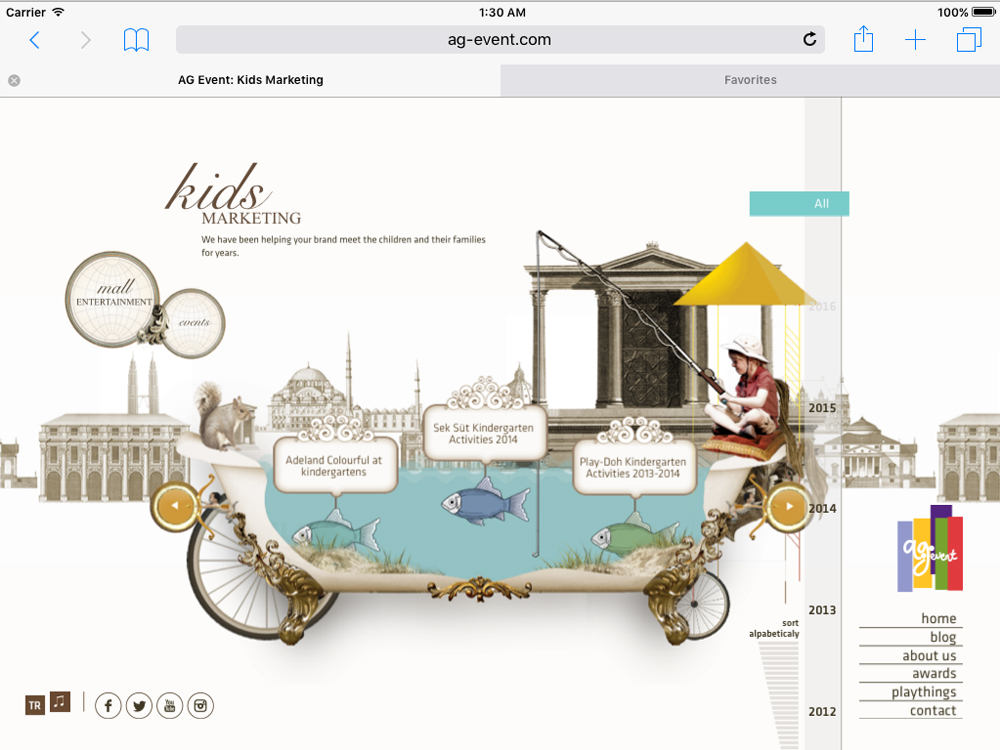 Carrier
1:30 AM
100%
ag-event.com
AG Event: Kids Marketing
Favorites
kids
MARKETING
We have been helping your brand meet the children and their families
for years.
All
mall
ENTERTAINMENT
events
2016
2015
Sek Süt Kindergarten
Activities 2014
Adeland Colourful at
kindergartens
Play-Doh Kindergarten
Activities 2013-2014
2014
ag
event
2013
sort
alpabeticaly
home
blog
about us
awards
playthings
contact
2012
TR
You
Tube